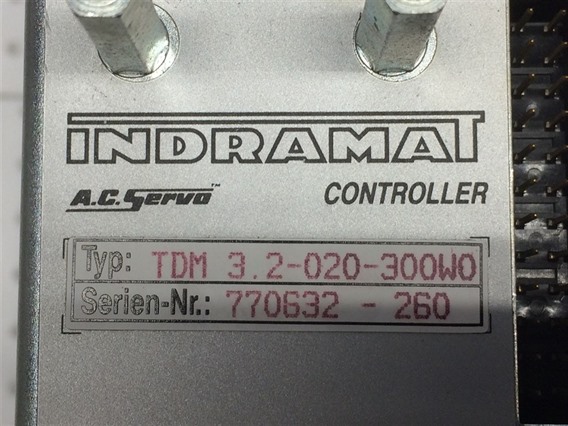 INDRAMAT
A.C. Servo™ CONTROLLER
Typ: TDM 3.2-020-300W0
Serien-Nr.: 770632 - 260